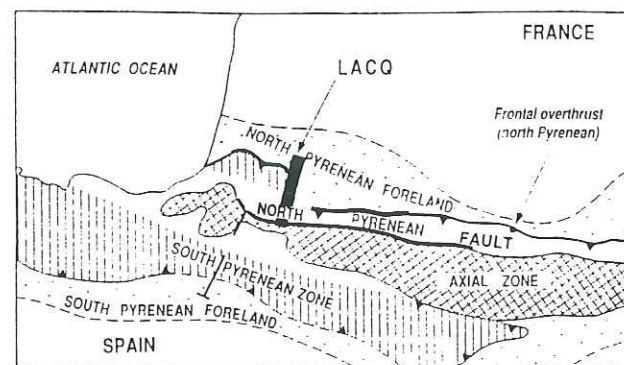 FRANCE
ATLANTIC OCEAN
LACQ
Frontal overthrust
(north Pyrenean)
NORTH PYRENEAN FORELAND
NORTH PYRENEAN FAULT
AXIAL ZONE
SOUTH PYRENEAN ZONE
SOUTH PYRENEAN FORELAND
SPAIN